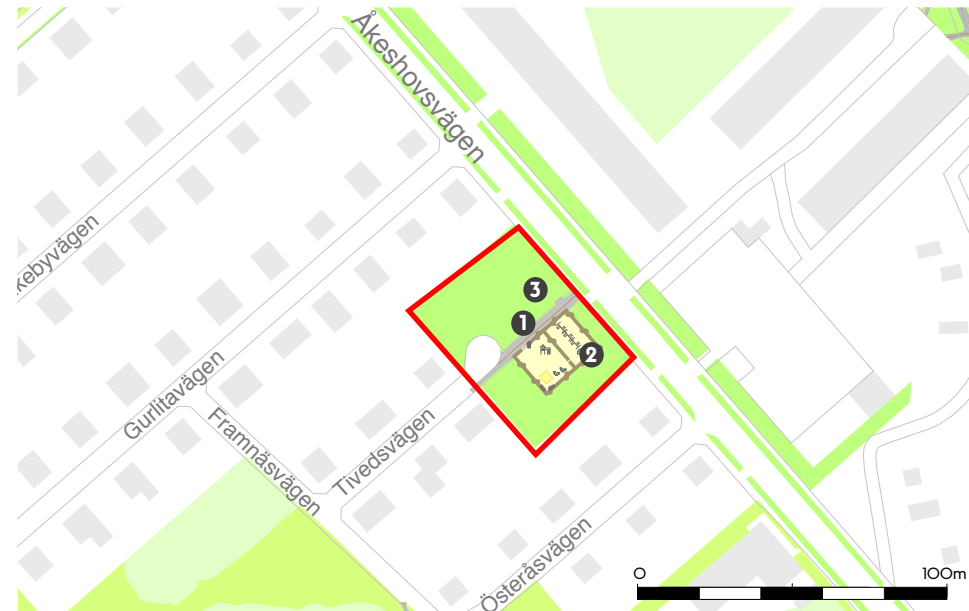 Åkeshovsvägen
kebyvägen
Gurlitavägen
Framnäsvägen
Tivedsvägen
Österåsvägen
3
1
2
0 100m